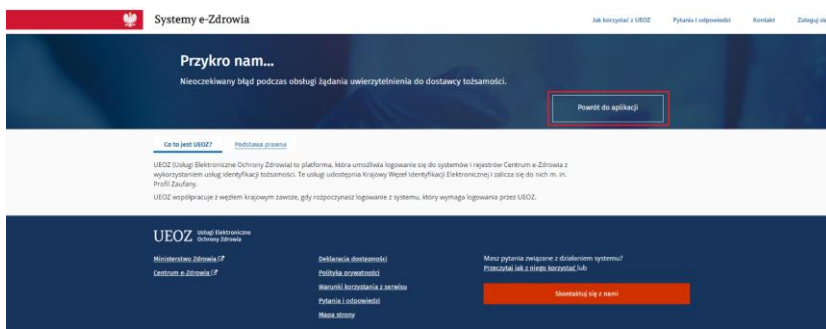 Systemy e-Zdrowia
Jak korzystać z UEOZ Pytania i odpowiedzi Kontakt Zaloguj się
Przykro nam...
Nieoczekiwany błąd podczas obsługi żądania uwierzytelnienia do dostawcy tożsamości.
Powrót do aplikacji
Co to jest UEOZ? Podstawa prawna
UEOZ (Usługi Elektroniczne Ochrony Zdrowia) to platforma, która umożliwia logowanie się do systemów i rejestrów Centrum e-Zdrowia z
wykorzystaniem usług identyfikacji tożsamości. Te usługi udostępnia Krajowy Węzeł Identyfikacji Elektronicznej i zalicza się do nich m. in.
Profil Zaufany.
UEOZ współpracuje z węzłem krajowym zawsze, gdy rozpoczynasz logowanie z systemu, który wymaga logowania przez UEOZ.
UEOZ Usługi Elektroniczne
Ochrony Zdrowia
Ministerstwo Zdrowia
Centrum e-Zdrowia
Deklaracja dostępności
Polityka prywatności
Warunki korzystania z serwisu
Pytania i odpowiedzi
Mapa strony
Masz pytania związane z działaniem systemu?
Przeczytaj jak z niego korzystać lub
Skontaktuj się z nami